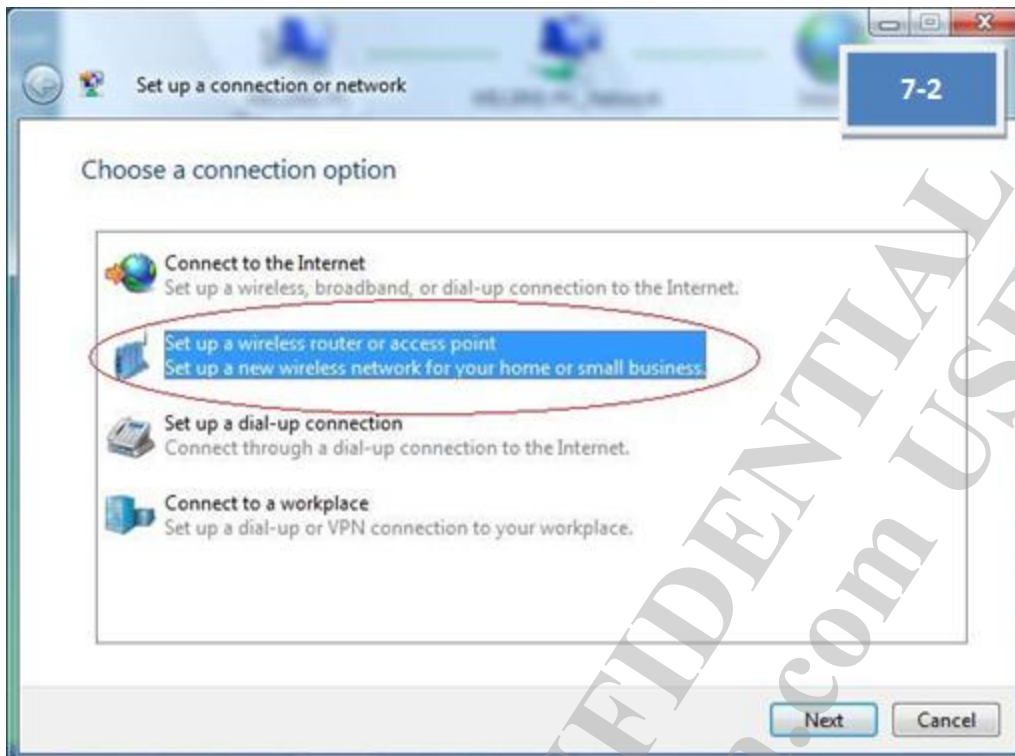 Set up a connection or network
7-2
Choose a connection option
Connect to the Internet
Set up a wireless, broadband, or dial-up connection to the Internet.
Set up a wireless router or access point
Set up a new wireless network for your home or small business.
Set up a dial-up connection
Connect through a dial-up connection to the Internet.
Connect to a workplace
Set up a dial-up or VPN connection to your workplace.
Next
Cancel